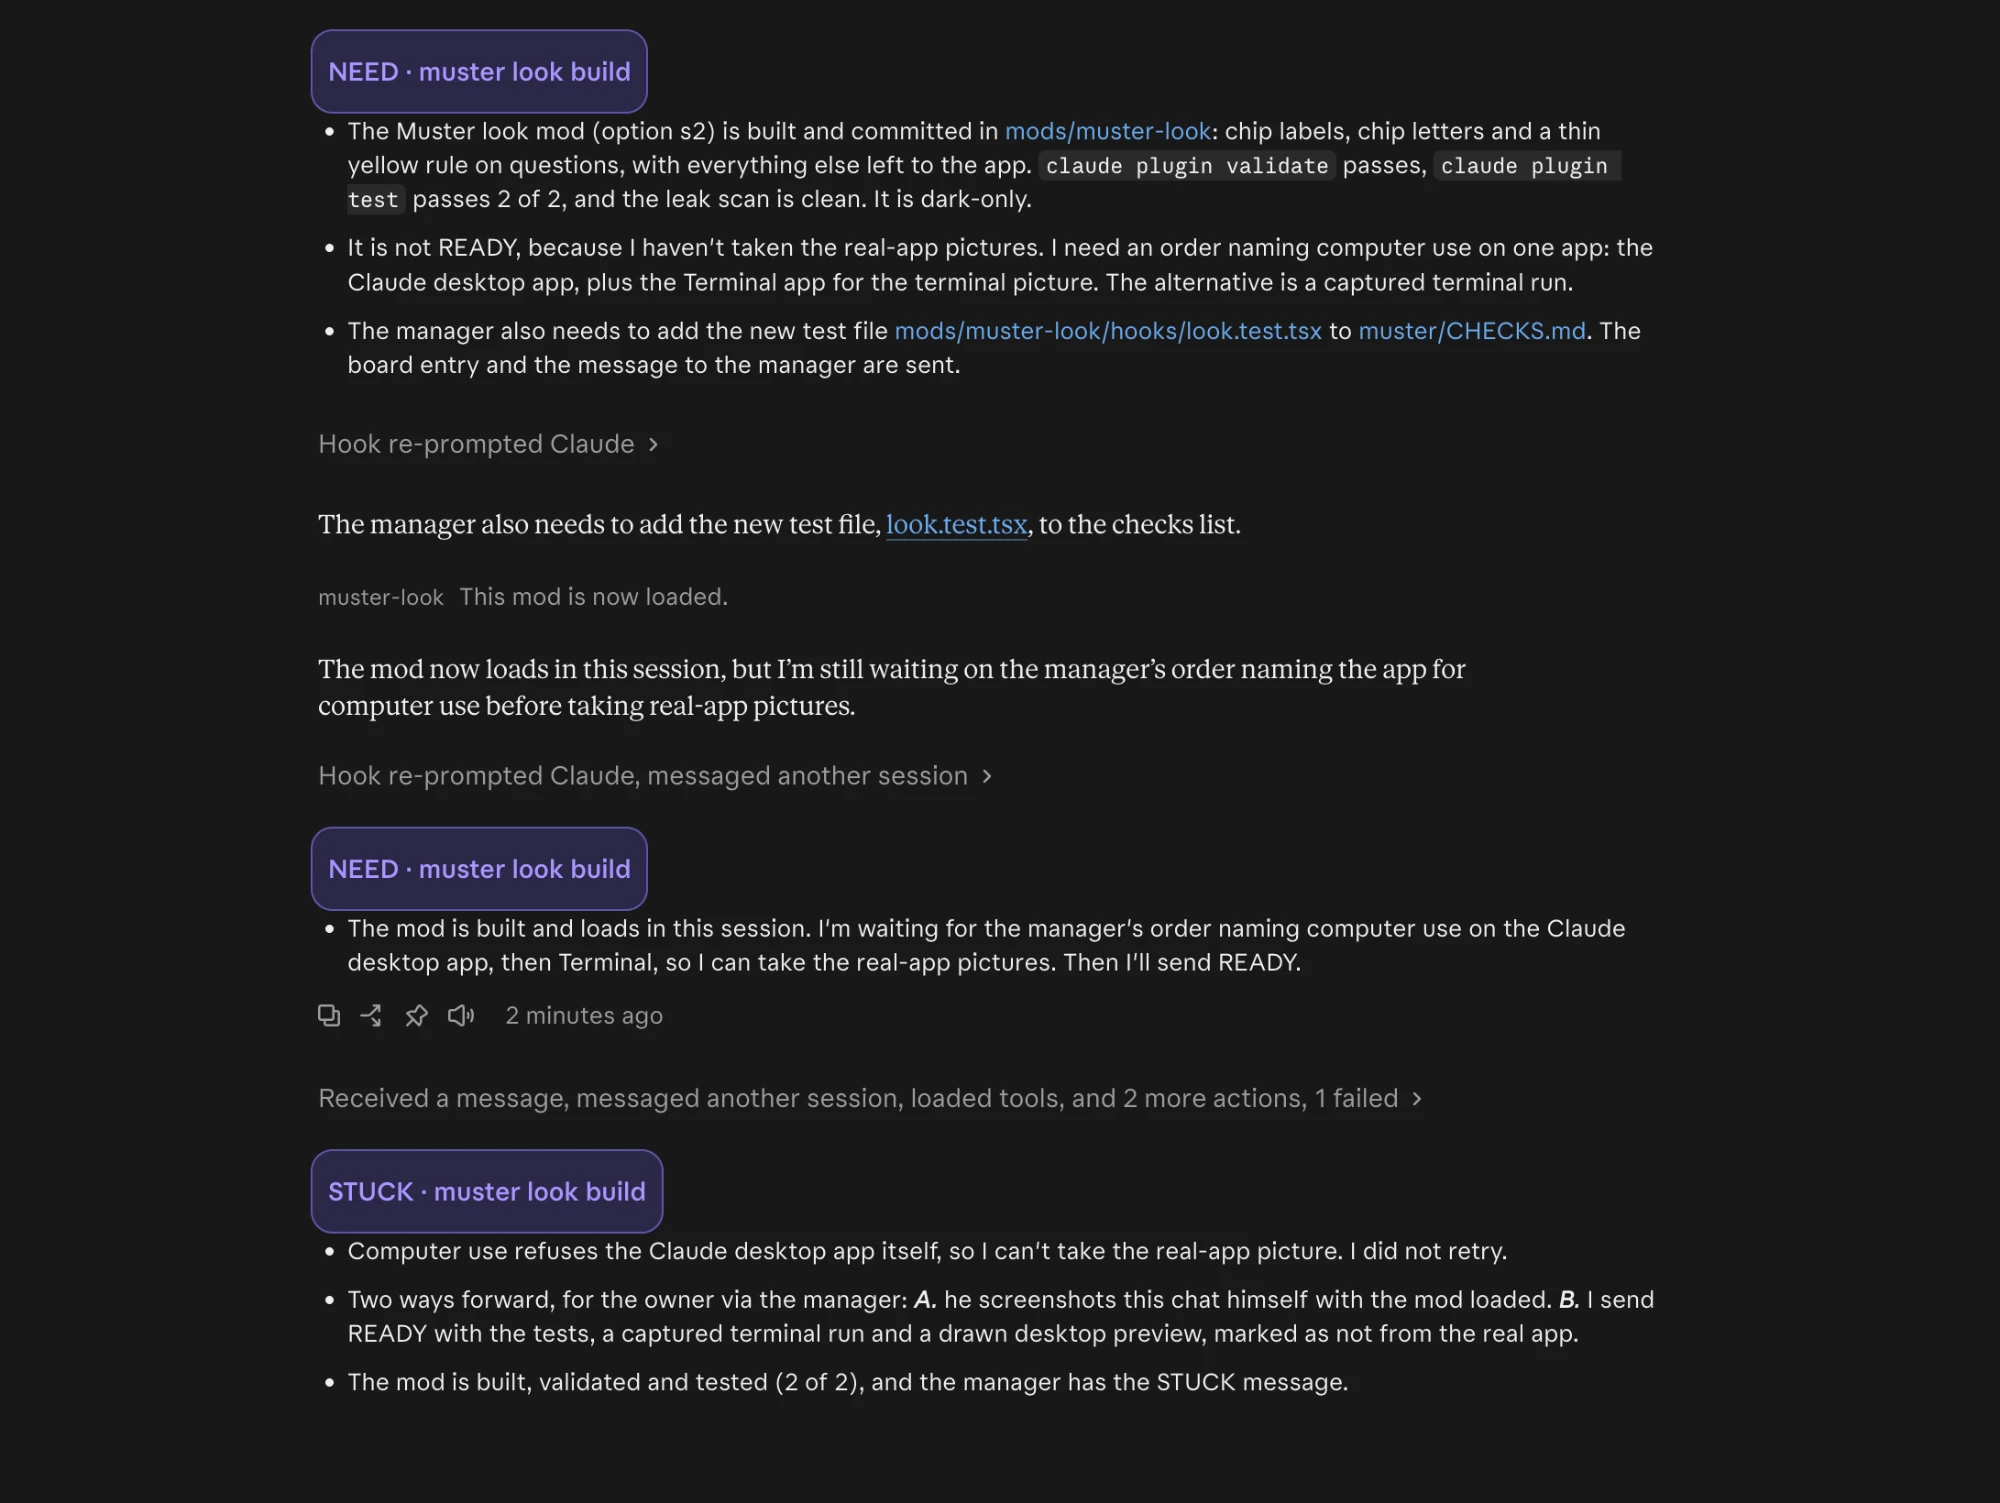 NEED · muster look build
• The Muster look mod (option s2) is built and committed in mods/muster-look: chip labels, chip letters and a thin
yellow rule on questions, with everything else left to the app. claude plugin validate passes, claude plugin
test passes 2 of 2, and the leak scan is clean. It is dark-only.
• It is not READY, because I haven't taken the real-app pictures. I need an order naming computer use on one app: the
Claude desktop app, plus the Terminal app for the terminal picture. The alternative is a captured terminal run.
• The manager also needs to add the new test file mods/muster-look/hooks/look.test.tsx to muster/CHECKS.md. The
board entry and the message to the manager are sent.
Hook re-prompted Claude
The manager also needs to add the new test file, look.test.tsx, to the checks list.
muster-look This mod is now loaded.
The mod now loads in this session, but I’m still waiting on the manager’s order naming the app for
computer use before taking real-app pictures.
Hook re-prompted Claude, messaged another session
NEED · muster look build
• The mod is built and loads in this session. I'm waiting for the manager's order naming computer use on the Claude
desktop app, then Terminal, so I can take the real-app pictures. Then I'll send READY.
2 minutes ago
Received a message, messaged another session, loaded tools, and 2 more actions, 1 failed
STUCK · muster look build
• Computer use refuses the Claude desktop app itself, so I can't take the real-app picture. I did not retry.
• Two ways forward, for the owner via the manager: A. he screenshots this chat himself with the mod loaded. B. I send
READY with the tests, a captured terminal run and a drawn desktop preview, marked as not from the real app.
• The mod is built, validated and tested (2 of 2), and the manager has the STUCK message.